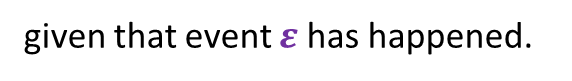 given that event ε has happened.